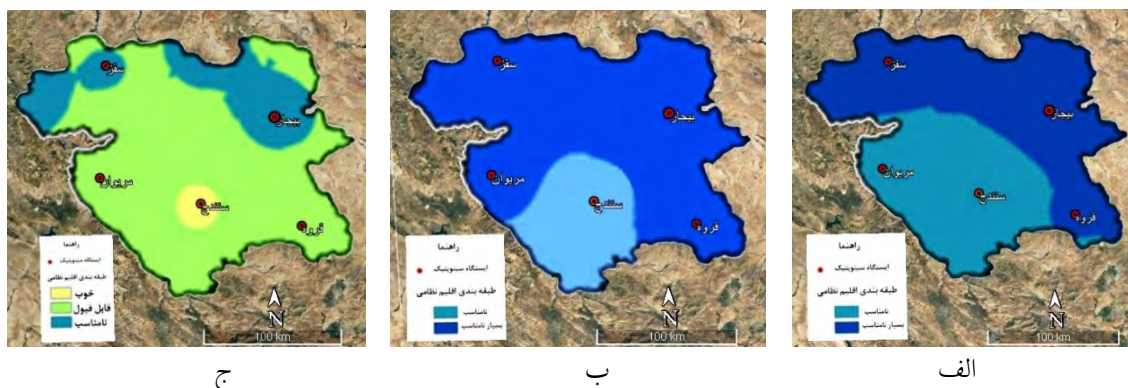 سقز
بیجار
مریوان
سنندج
قروه
راهنما
ایستگاه سینوپتیک
طبقه بندی اقلیم نظامی
خوب
قابل قبول
نامناسب
N
100 km
ج
سقز
بیجار
مریوان
سنندج
قروه
راهنما
ایستگاه سینوپتیک
طبقه بندی اقلیم نظامی
نامناسب
بسیار نامناسب
N
100 km
ب
سقز
بیجار
مریوان
سنندج
قروه
راهنما
ایستگاه سینوپتیک
طبقه بندی اقلیم نظامی
نامناسب
بسیار نامناسب
N
100 km
الف